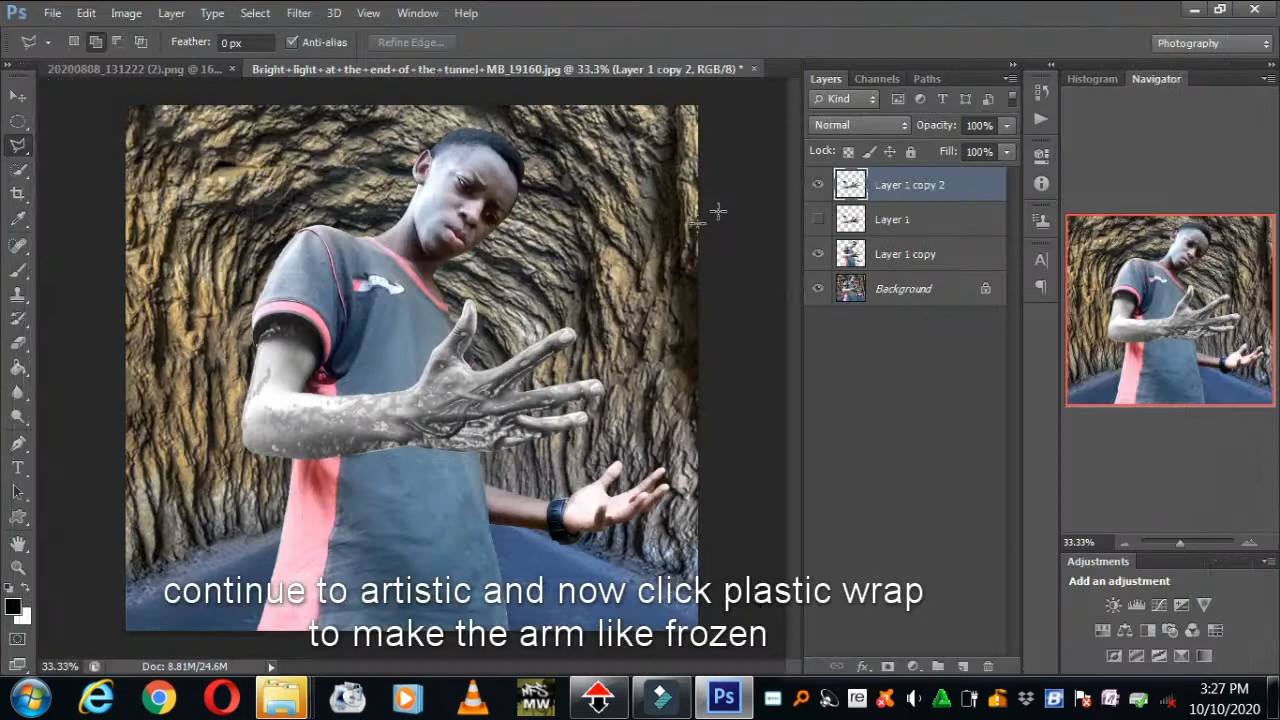 Ps File Edit Image Layer Type Select Filter 3D View Window Help
Feather: 0 px Anti-alias Refine Edge... Photography
20200808_131222 (2).png @ 16... × Bright+light+at+the+end+of+the+tunnel+MB_L9160.jpg @ 33.3% (Layer 1 copy 2, RGB/8) * ×
Layers Channels Paths
Histogram Navigator
Kind
Normal Opacity: 100%
Lock: Fill: 100%
Layer 1 copy 2
Layer 1
Layer 1 copy
Background
33.33%
Adjustments
Add an adjustment
continue to artistic and now click plastic wrap
to make the arm like frozen
33.33% Doc: 8.81M/24.6M
3:27 PM
10/10/2020